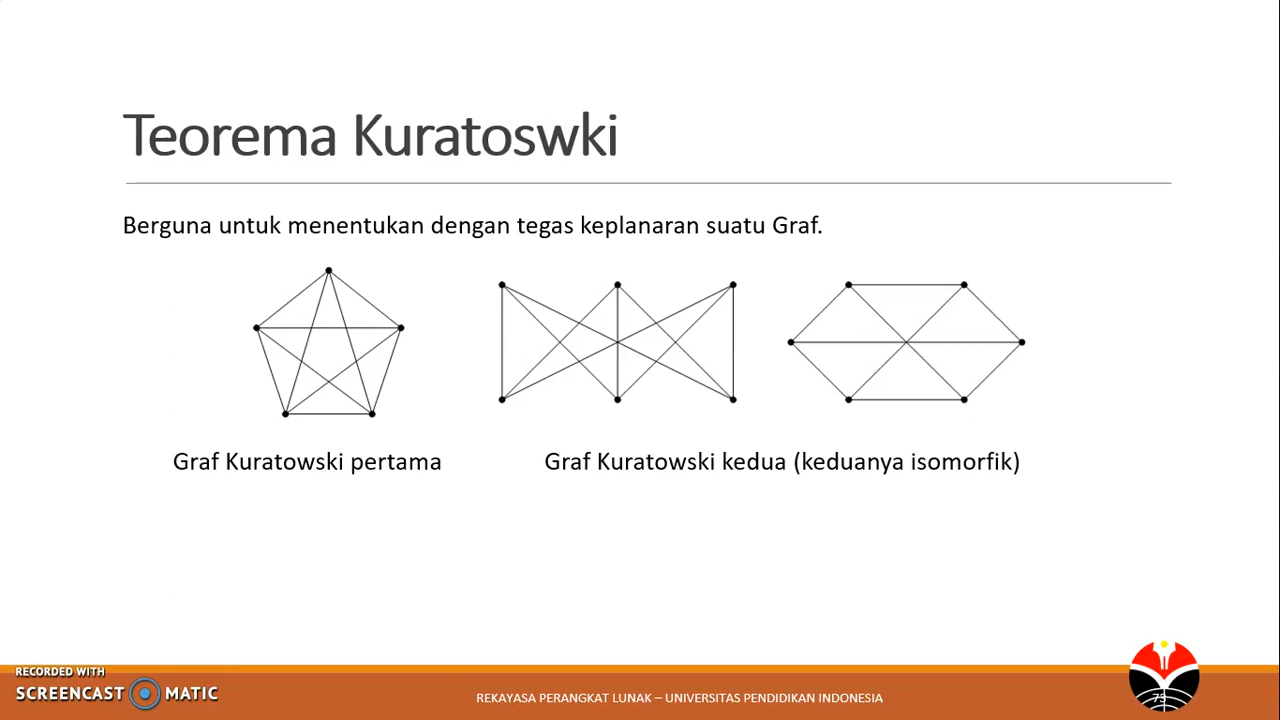 Teorema Kuratoswki
Berguna untuk menentukan dengan tegas keplanaran suatu Graf.
Graf Kuratowski pertama
Graf Kuratowski kedua (keduanya isomorfik)
RECORDED WITH
SCREENCAST MATIC
REKAYASA PERANGKAT LUNAK – UNIVERSITAS PENDIDIKAN INDONESIA
73